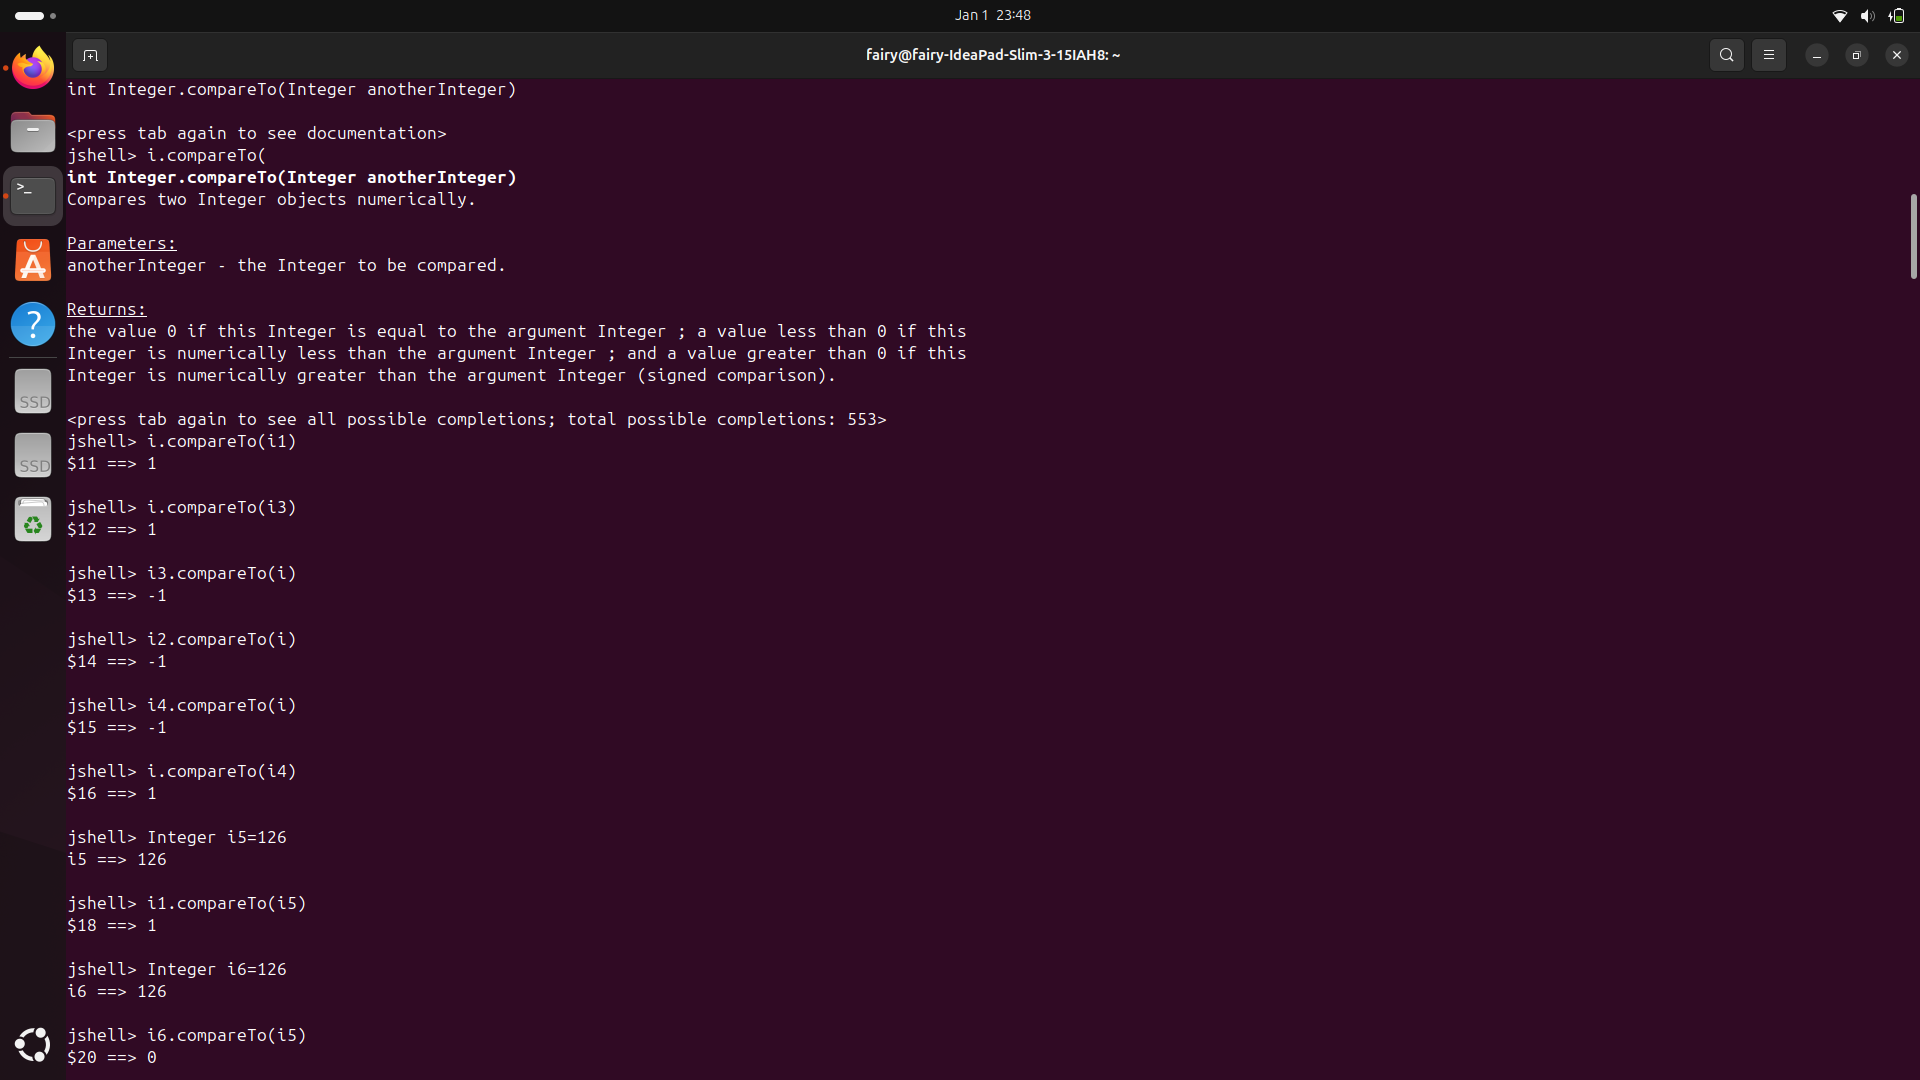 Jan 1 23:48
fairy@fairy-IdeaPad-Slim-3-15IAH8: ~
int Integer.compareTo(Integer anotherInteger)
<press tab again to see documentation>
jshell> i.compareTo(
int Integer.compareTo(Integer anotherInteger)
Compares two Integer objects numerically.
Parameters:
anotherInteger - the Integer to be compared.
Returns:
the value 0 if this Integer is equal to the argument Integer ; a value less than 0 if this
Integer is numerically less than the argument Integer ; and a value greater than 0 if this
Integer is numerically greater than the argument Integer (signed comparison).
<press tab again to see all possible completions; total possible completions: 553>
jshell> i.compareTo(i1)
$11 ==> 1
jshell> i.compareTo(i3)
$12 ==> 1
jshell> i3.compareTo(i)
$13 ==> -1
jshell> i2.compareTo(i)
$14 ==> -1
jshell> i4.compareTo(i)
$15 ==> -1
jshell> i.compareTo(i4)
$16 ==> 1
jshell> Integer i5=126
i5 ==> 126
jshell> i1.compareTo(i5)
$18 ==> 1
jshell> Integer i6=126
i6 ==> 126
jshell> i6.compareTo(i5)
$20 ==> 0
>_
A
?
SSD
SSD